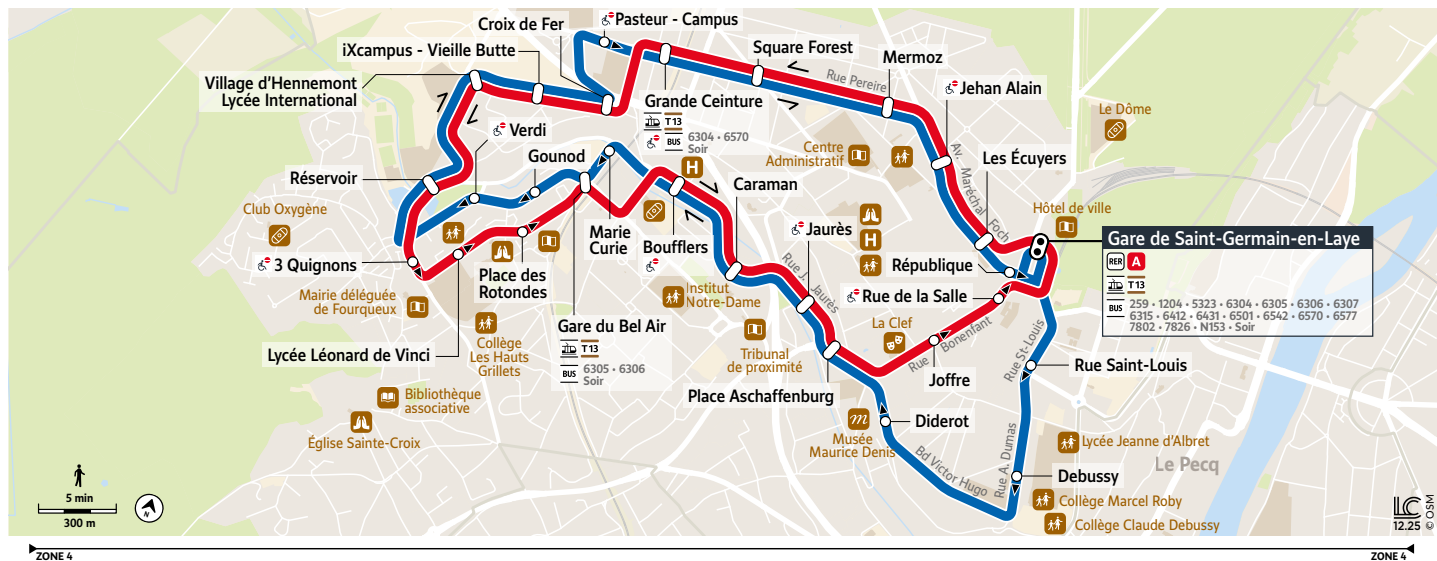 Croix de Fer
Pasteur - Campus
iXcampus - Vieille Butte
Square Forest
Mermoz
Village d'Hennemont
Lycée International
Rue Pereire
Jehan Alain
Grande Ceinture
T 13
BUS
6304 • 6570
Soir
Le Dôme
Verdi
Centre
Administratif
Av. Maréchal Foch
Les Écuyers
Gounod
H
Réservoir
Caraman
Club Oxygène
Hôtel de ville
H
Marie
Curie
Boufflers
Jaurès
Gare de Saint-Germain-en-Laye
RER A
T 13
BUS
259 • 1204 • 5323 • 6304 • 6305 • 6306 • 6307
6315 • 6412 • 6431 • 6501 • 6542 • 6570 • 6577
7802 • 7826 • N153 • Soir
3 Quignons
République
Place des
Rotondes
Rue J. Jaurès
Institut
Notre-Dame
Rue de la Salle
Mairie déléguée
de Fourqueux
La Clef
Gare du Bel Air
T 13
BUS
6305 • 6306
Soir
Collège
Les Hauts
Grillets
Tribunal
de proximité
Rue Bonenfant
Rue St-Louis
Lycée Léonard de Vinci
Joffre
Rue Saint-Louis
Bibliothèque
associative
Place Aschaffenburg
Diderot
Église Sainte-Croix
m
Musée
Maurice Denis
Bd Victor Hugo
Rue A. Dumas
Lycée Jeanne d'Albret
Le Pecq
Debussy
Collège Marcel Roby
Collège Claude Debussy
5 min
300 m
N
LC
12.25
© OSM
ZONE 4
ZONE 4